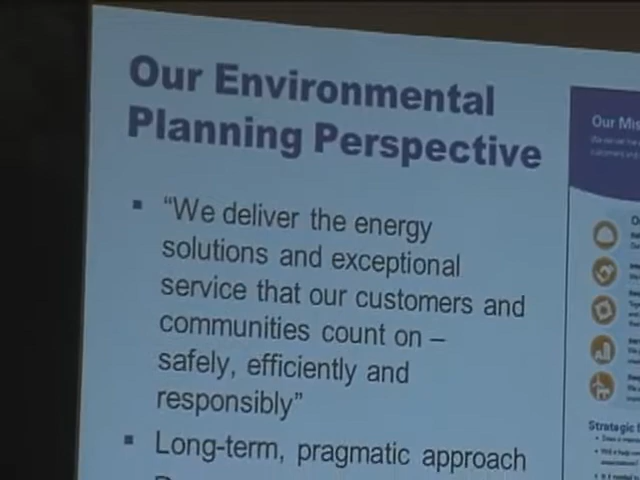 Our Environmental
Planning Perspective
▪ “We deliver the energy
solutions and exceptional
service that our customers and
communities count on –
safely, efficiently and
responsibly”
▪ Long-term, pragmatic approach
Our Mis
Strategic